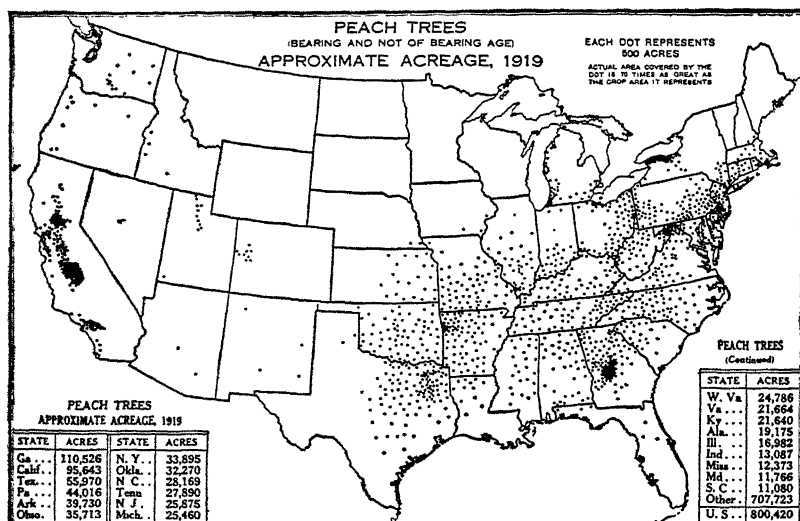 PEACH TREES
(BEARING AND NOT OF BEARING AGE)
APPROXIMATE ACREAGE, 1919
EACH DOT REPRESENTS
500 ACRES
ACTUAL AREA COVERED BY THE
DOT IS 70 TIMES AS GREAT AS
THE CROP AREA IT REPRESENTS
PEACH TREES
APPROXIMATE ACREAGE, 1919
STATE ACRES STATE ACRES
Ga... 110,526 N. Y.. 33,895
Calif.. 95,643 Okla.. 32,270
Tex... 55,970 N C.. 28,169
Pa... 44,016 Tenn 27,890
Ark.. 39,730 N J.. 25,875
Ohio. 35,713 Mich.. 25,460
PEACH TREES
(Continued)
STATE ACRES
W. Va 24,786
Va... 21,664
Ky... 21,640
Ala... 19,175
Ill... 16,982
Ind... 13,087
Miss.. 12,373
Md... 11,766
S. C.. 11,080
Other. 707,723
U. S.. 800,420